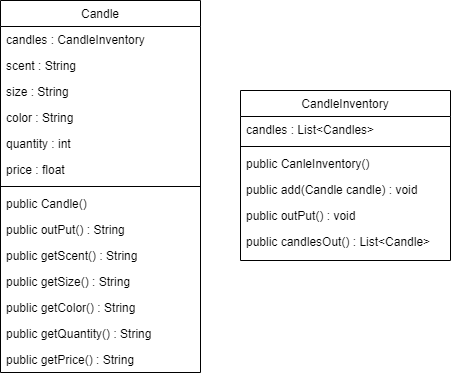 Candle
candles : CandleInventory
scent : String
size : String
color : String
quantity : int
price : float
public Candle()
public outPut() : String
public getScent() : String
public getSize() : String
public getColor() : String
public getQuantity() : String
public getPrice() : String
CandleInventory
candles : List<Candles>
public CanleInventory()
public add(Candle candle) : void
public outPut() : void
public candlesOut() : List<Candle>